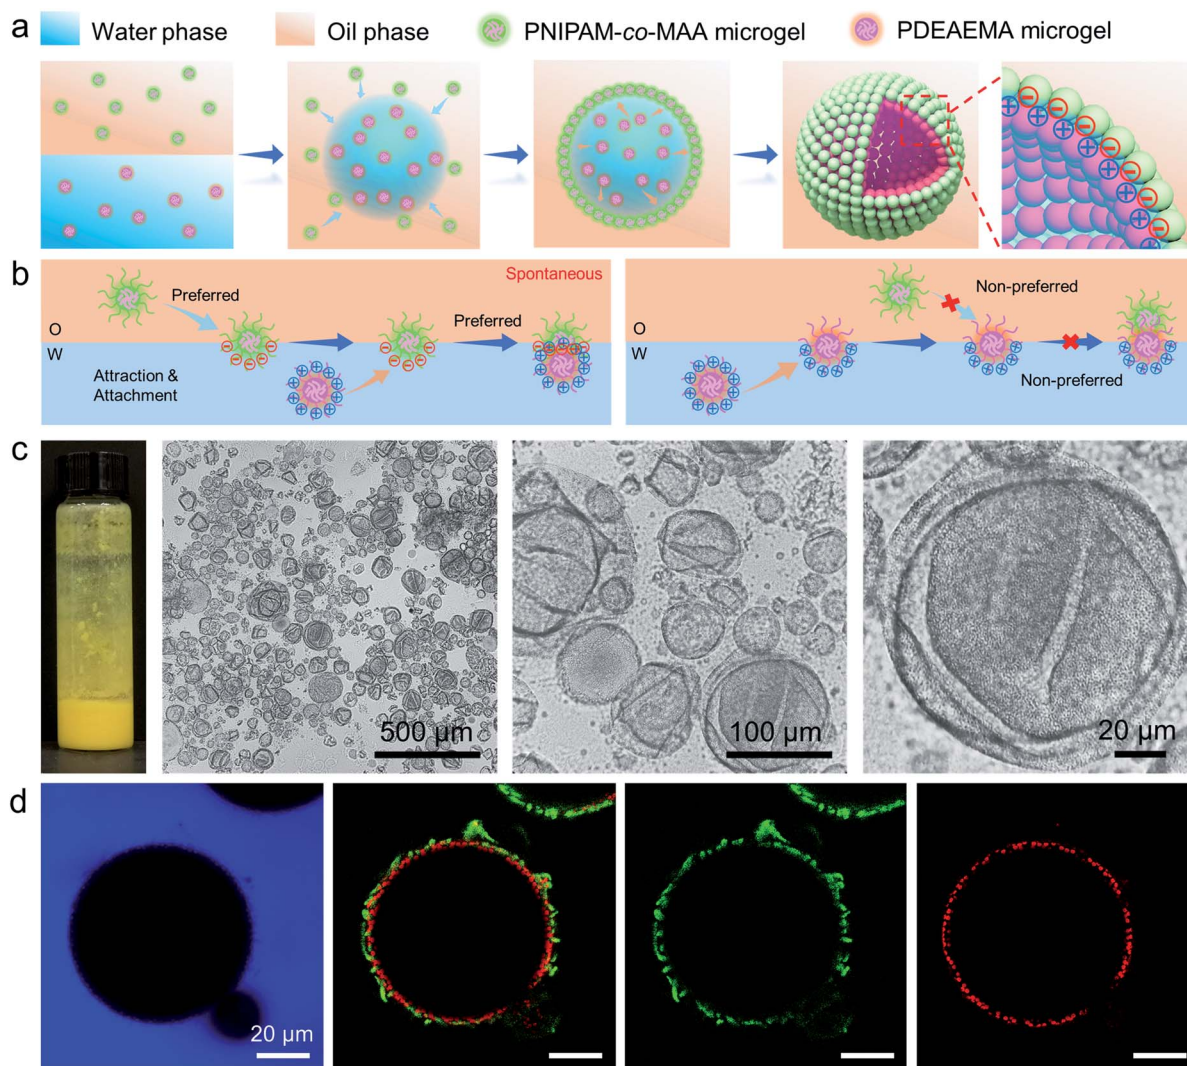 a
Water phase
Oil phase
PNIPAM-co-MAA microgel
PDEAEMA microgel
b
Spontaneous
Preferred
Preferred
O
W
Attraction &
Attachment
Non-preferred
O
W
Non-preferred
c
500 µm
100 µm
20 µm
d
20 µm